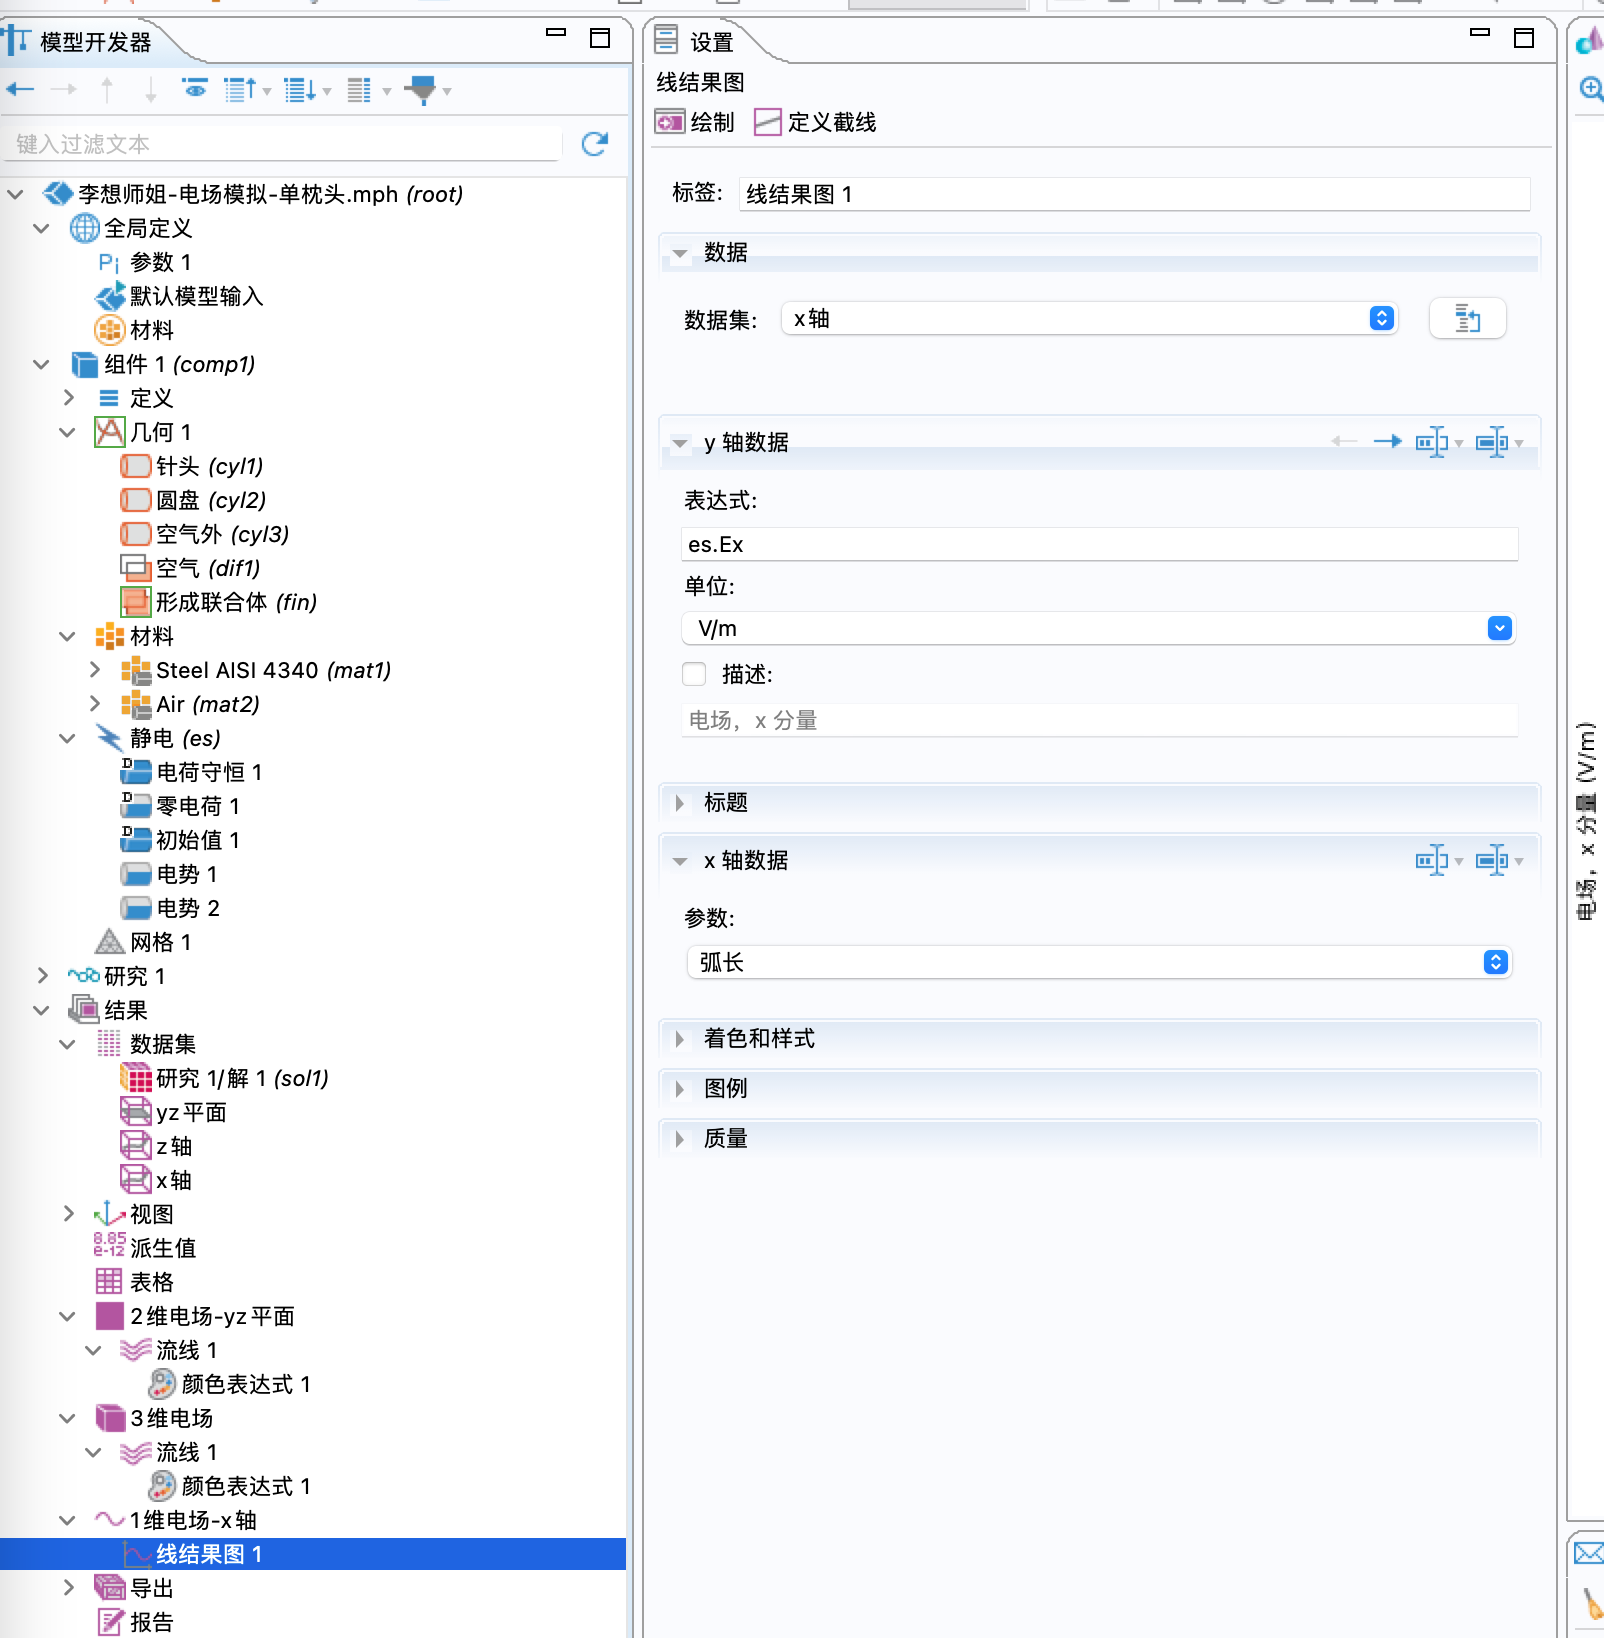 模型开发器
键入过滤文本
李想师姐-电场模拟-单枕头.mph (root)
全局定义
Pi 参数 1
默认模型输入
材料
组件 1 (comp1)
定义
几何 1
针头 (cyl1)
圆盘 (cyl2)
空气外 (cyl3)
空气 (dif1)
形成联合体 (fin)
材料
Steel AISI 4340 (mat1)
Air (mat2)
静电 (es)
D 电荷守恒 1
D 零电荷 1
D 初始值 1
电势 1
电势 2
网格 1
研究 1
结果
数据集
研究 1/解 1 (sol1)
yz平面
z轴
x轴
视图
8.85 e-12 派生值
表格
2维电场-yz平面
流线 1
颜色表达式 1
3维电场
流线 1
颜色表达式 1
1维电场-x轴
线结果图 1
导出
报告
设置
线结果图
绘制 定义截线
标签: 线结果图 1
数据
数据集: x轴
y 轴数据
表达式:
es.Ex
单位:
V/m
描述:
电场，x 分量
标题
x 轴数据
参数:
弧长
着色和样式
图例
质量
电场，x 分量 (V/m)